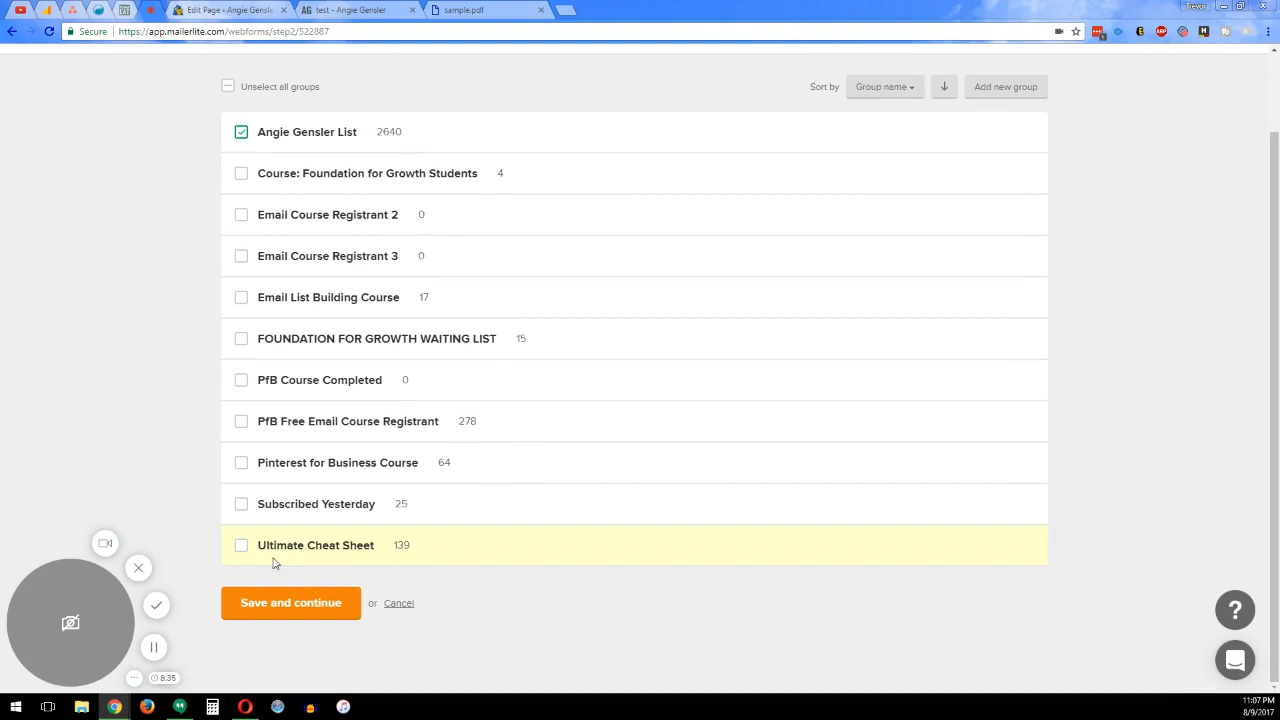 Edit Page ‹ Angie Gensle
AG test - Angie Gensler
sample.pdf
Trevor
Secure
https://app.mailerlite.com/webforms/step2/522887
Unselect all groups
Sort by
Group name
Add new group
Angie Gensler List 2640
Course: Foundation for Growth Students 4
Email Course Registrant 2 0
Email Course Registrant 3 0
Email List Building Course 17
FOUNDATION FOR GROWTH WAITING LIST 15
PfB Course Completed 0
PfB Free Email Course Registrant 278
Pinterest for Business Course 64
Subscribed Yesterday 25
Ultimate Cheat Sheet 139
Save and continue or Cancel
?
8:35
11:07 PM
8/9/2017